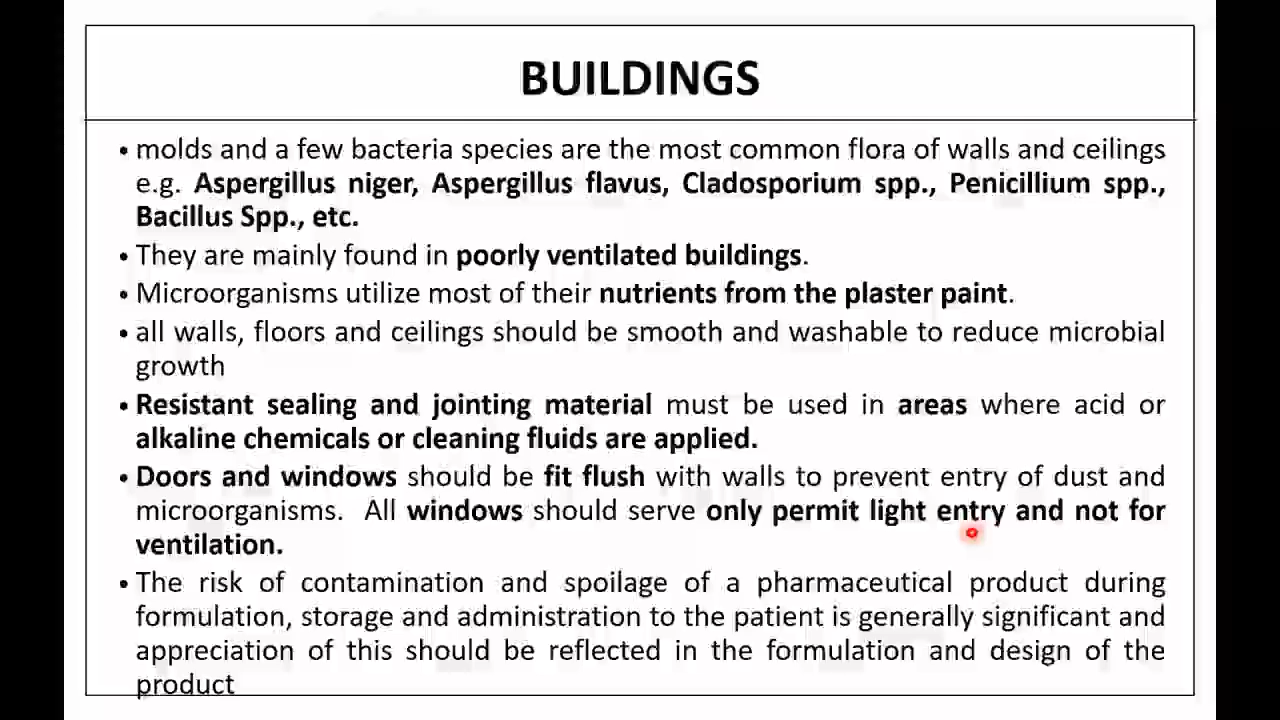 BUILDINGS
• molds and a few bacteria species are the most common flora of walls and ceilings
e.g. Aspergillus niger, Aspergillus flavus, Cladosporium spp., Penicillium spp.,
Bacillus Spp., etc.
• They are mainly found in poorly ventilated buildings.
• Microorganisms utilize most of their nutrients from the plaster paint.
• all walls, floors and ceilings should be smooth and washable to reduce microbial
growth
• Resistant sealing and jointing material must be used in areas where acid or
alkaline chemicals or cleaning fluids are applied.
• Doors and windows should be fit flush with walls to prevent entry of dust and
microorganisms. All windows should serve only permit light entry and not for
ventilation.
• The risk of contamination and spoilage of a pharmaceutical product during
formulation, storage and administration to the patient is generally significant and
appreciation of this should be reflected in the formulation and design of the
product